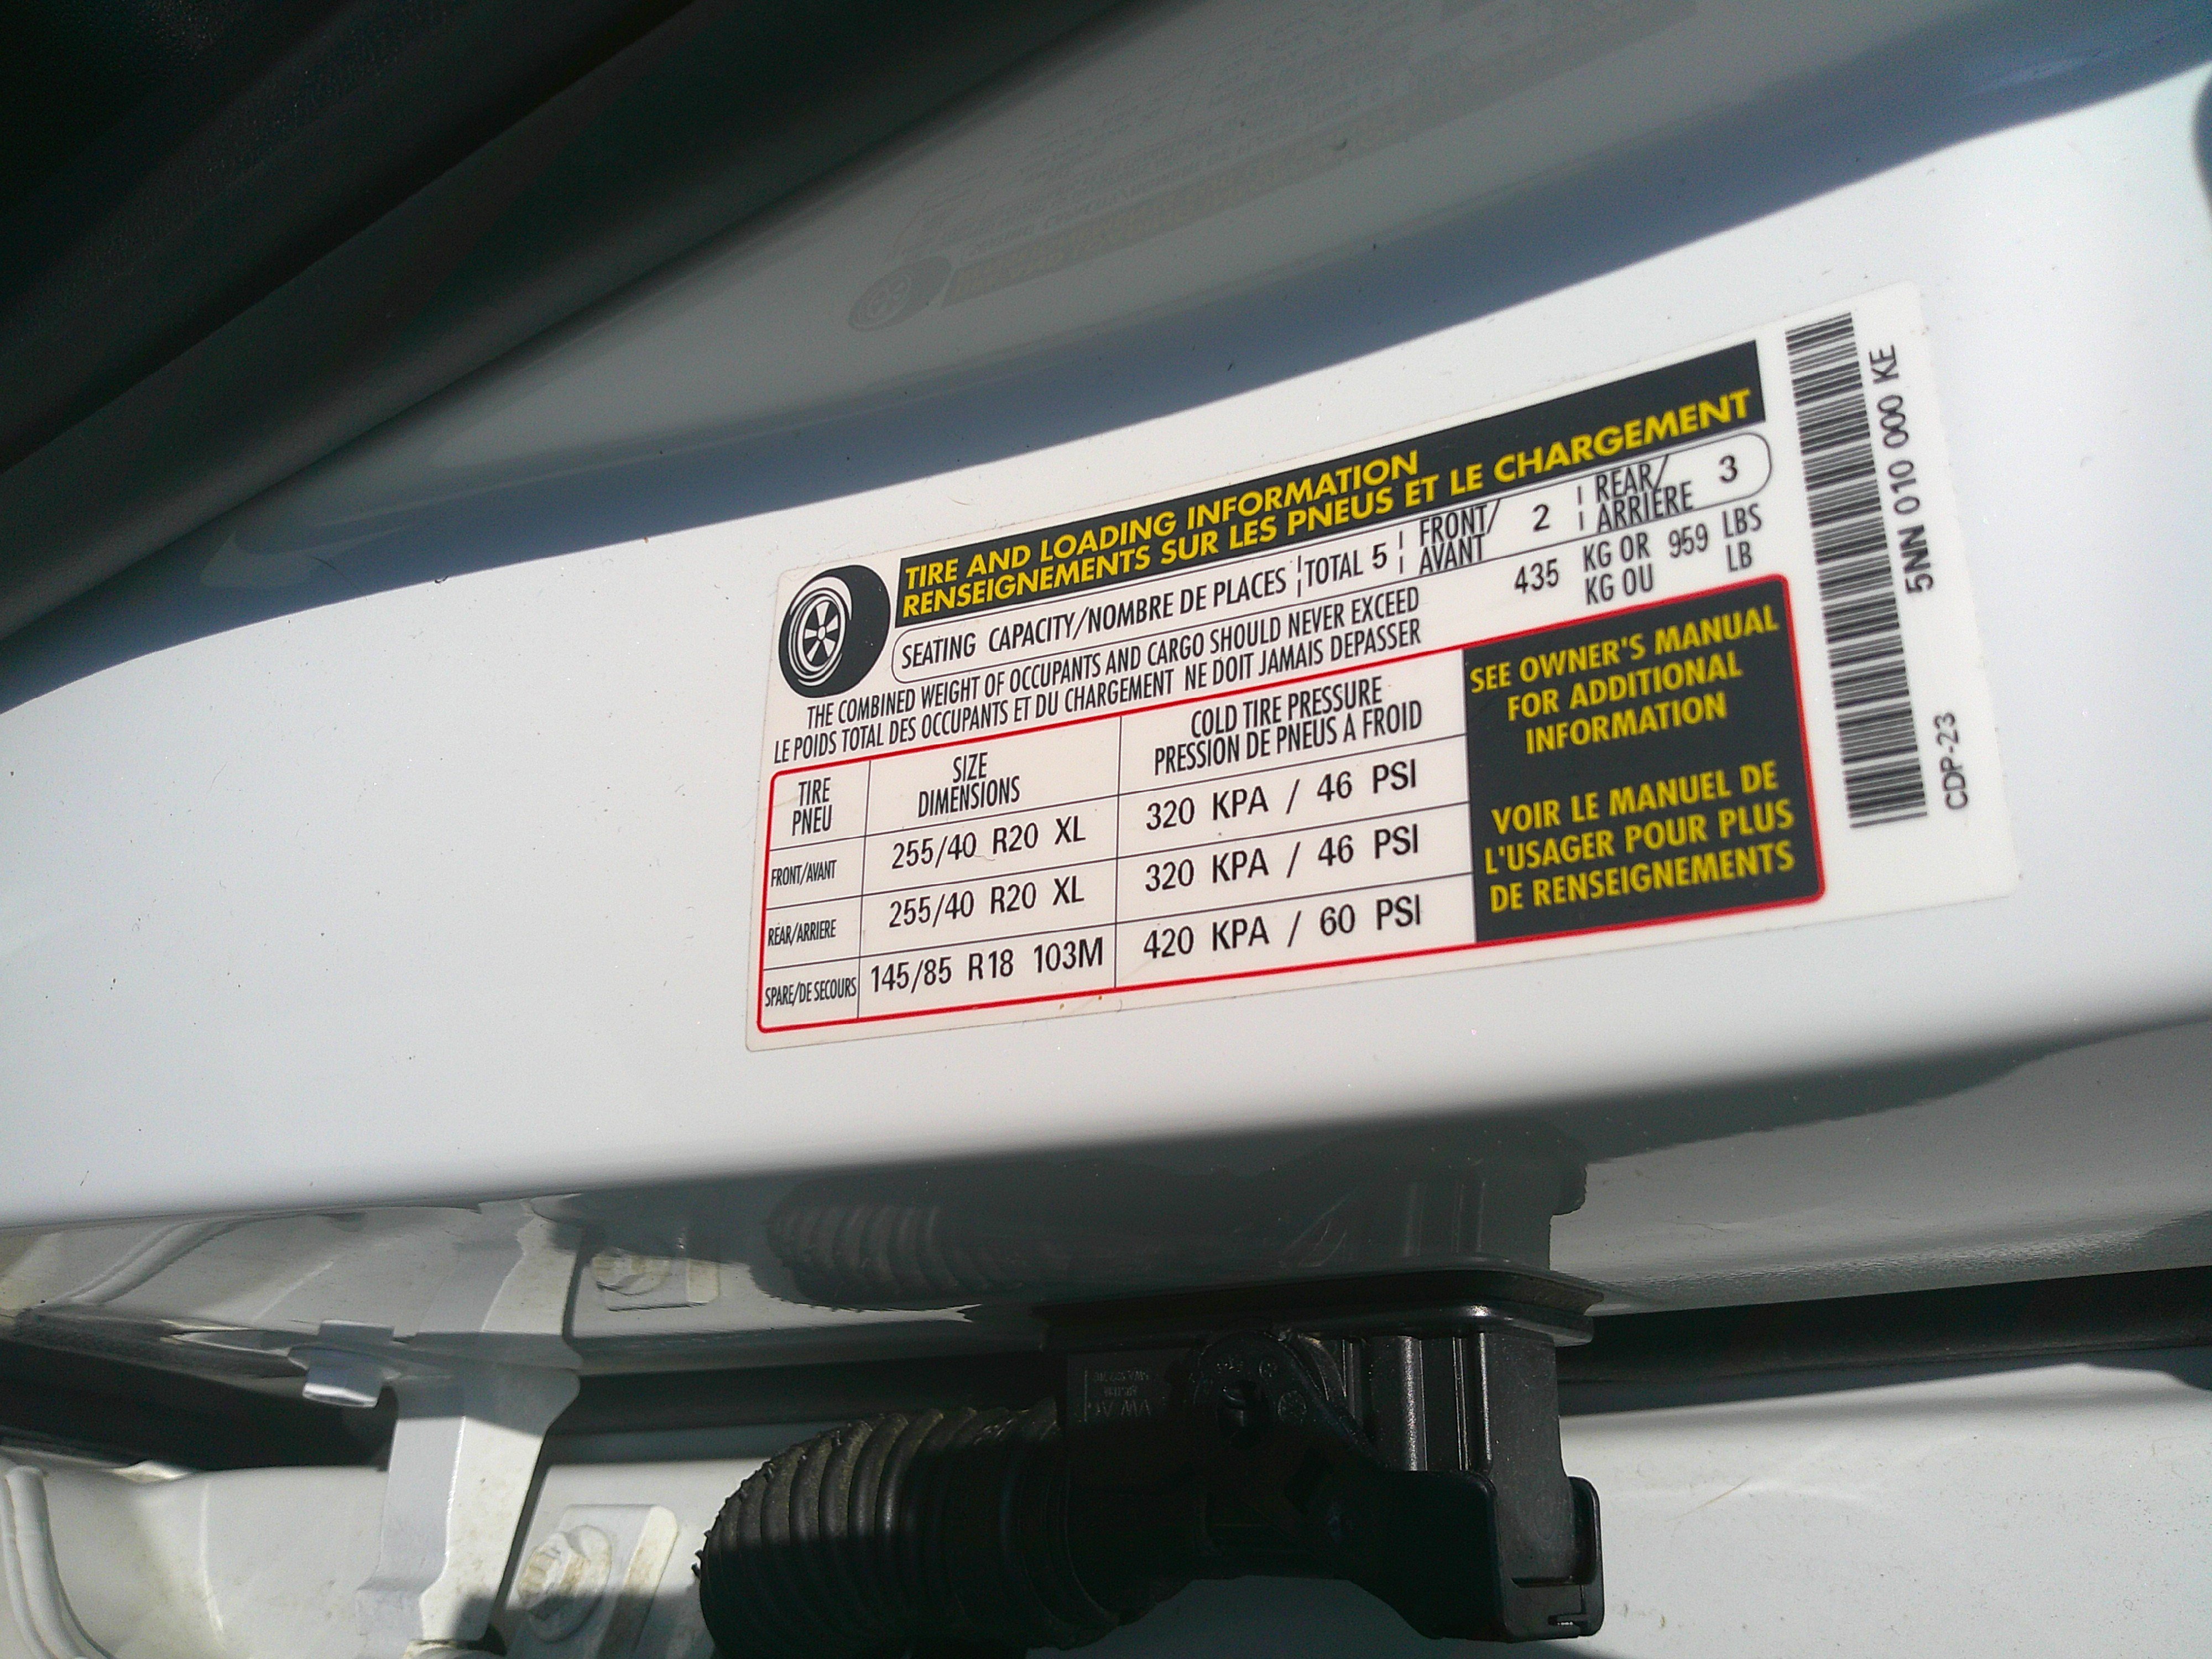 TIRE AND LOADING INFORMATION
RENSEIGNEMENTS SUR LES PNEUS ET LE CHARGEMENT
SEATING CAPACITY/NOMBRE DE PLACES TOTAL 5 FRONT/AVANT 2 REAR/ARRIÈRE 3
THE COMBINED WEIGHT OF OCCUPANTS AND CARGO SHOULD NEVER EXCEED 435 KG OR 959 LBS
LE POIDS TOTAL DES OCCUPANTS ET DU CHARGEMENT NE DOIT JAMAIS DEPASSER KG OU LB
TIRE SIZE COLD TIRE PRESSURE
PNEU DIMENSIONS PRESSION DE PNEUS A FROID
FRONT/AVANT 255/40 R20 XL 320 KPA / 46 PSI
REAR/ARRIERE 255/40 R20 XL 320 KPA / 46 PSI
SPARE/DE SECOURS 145/85 R18 103M 420 KPA / 60 PSI
SEE OWNER'S MANUAL
FOR ADDITIONAL
INFORMATION
VOIR LE MANUEL DE
L'USAGER POUR PLUS
DE RENSEIGNEMENTS
5NN 010 000 KE
CDP-23